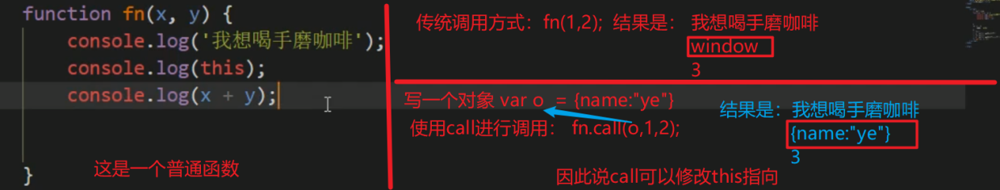 function fn(x, y) {
console.log('我想喝手磨咖啡');
console.log(this);
console.log(x + y);
}
这是一个普通函数
传统调用方式：fn(1,2); 结果是： 我想喝手磨咖啡
window
3
写一个对象 var o = {name:"ye"}
使用call进行调用： fn.call(o,1,2);
结果是：我想喝手磨咖啡
{name:"ye"}
3
因此说call可以修改this指向